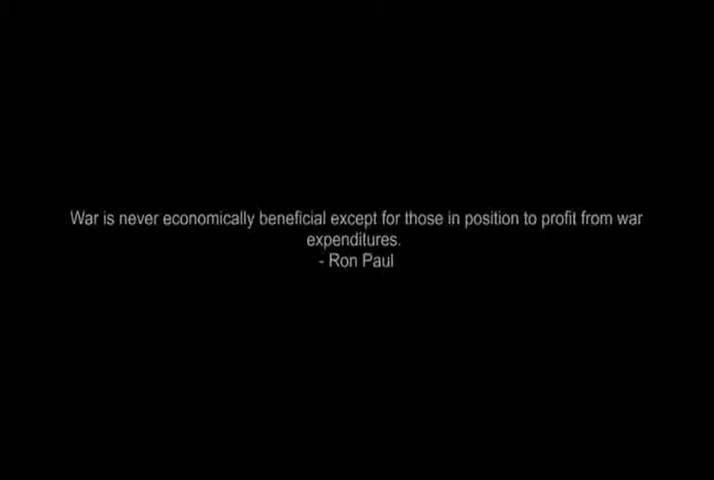 War is never economically beneficial except for those in position to profit from war
expenditures.
- Ron Paul